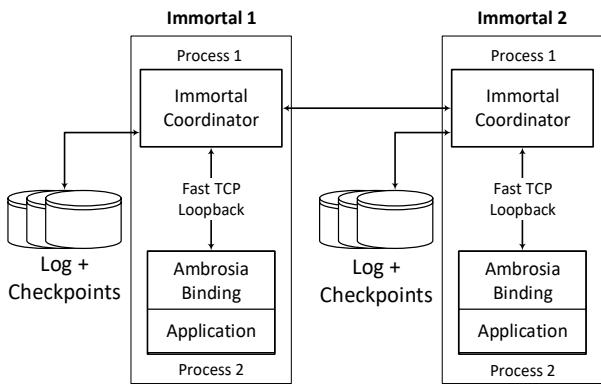 Immortal 1
Process 1
Immortal
Coordinator
Fast TCP
Loopback
Log +
Checkpoints
Ambrosia
Binding
Application
Process 2
Immortal 2
Process 1
Immortal
Coordinator
Fast TCP
Loopback
Log +
Checkpoints
Ambrosia
Binding
Application
Process 2